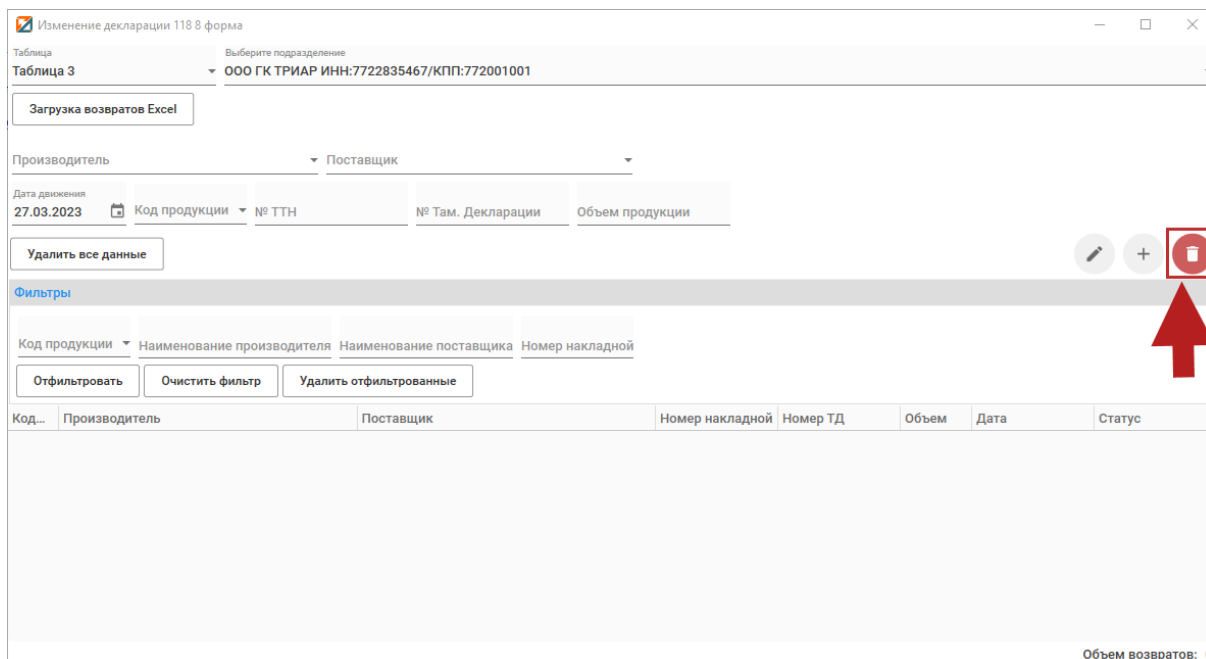 Изменение декларации 118 8 форма
Таблица Выберите подразделение
Таблица 3 ООО ГК ТРИАР ИНН:7722835467/КПП:772001001
Загрузка возвратов Excel
Производитель Поставщик
Дата движения
27.03.2023 Код продукции № ТТН № Там. Декларации Объем продукции
Удалить все данные
Фильтры
Код продукции Наименование производителя Наименование поставщика Номер накладной
Отфильтровать Очистить фильтр Удалить отфильтрованные
Код... Производитель Поставщик Номер накладной Номер ТД Объем Дата Статус
Объем возвратов: